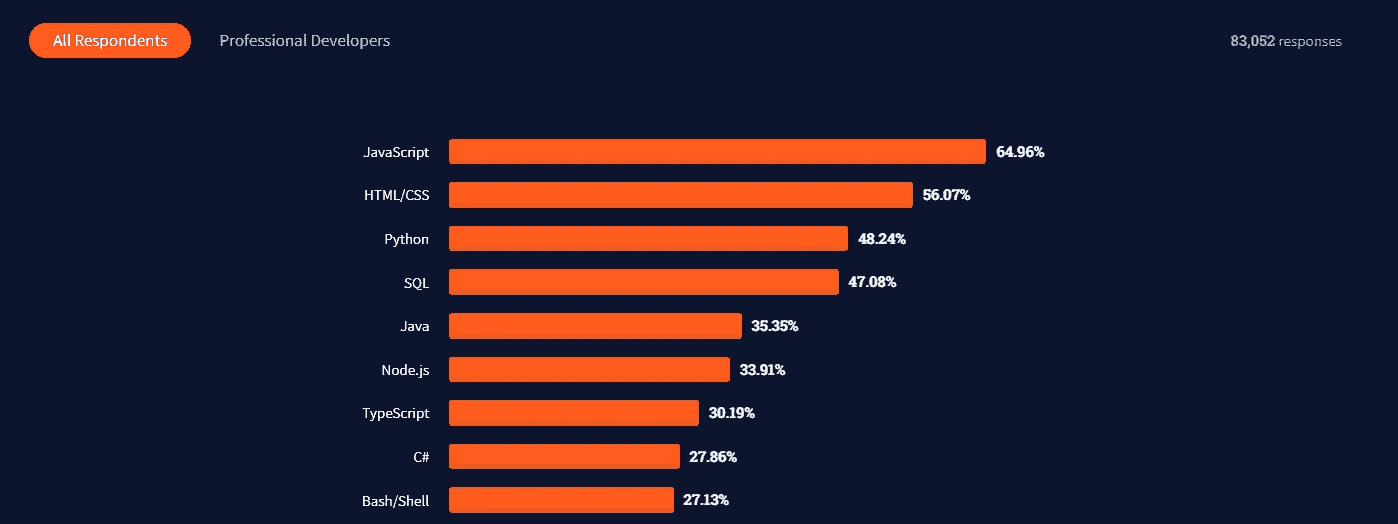 All Respondents Professional Developers 83,052 responses
JavaScript 64.96%
HTML/CSS 56.07%
Python 48.24%
SQL 47.08%
Java 35.35%
Node.js 33.91%
TypeScript 30.19%
C# 27.86%
Bash/Shell 27.13%